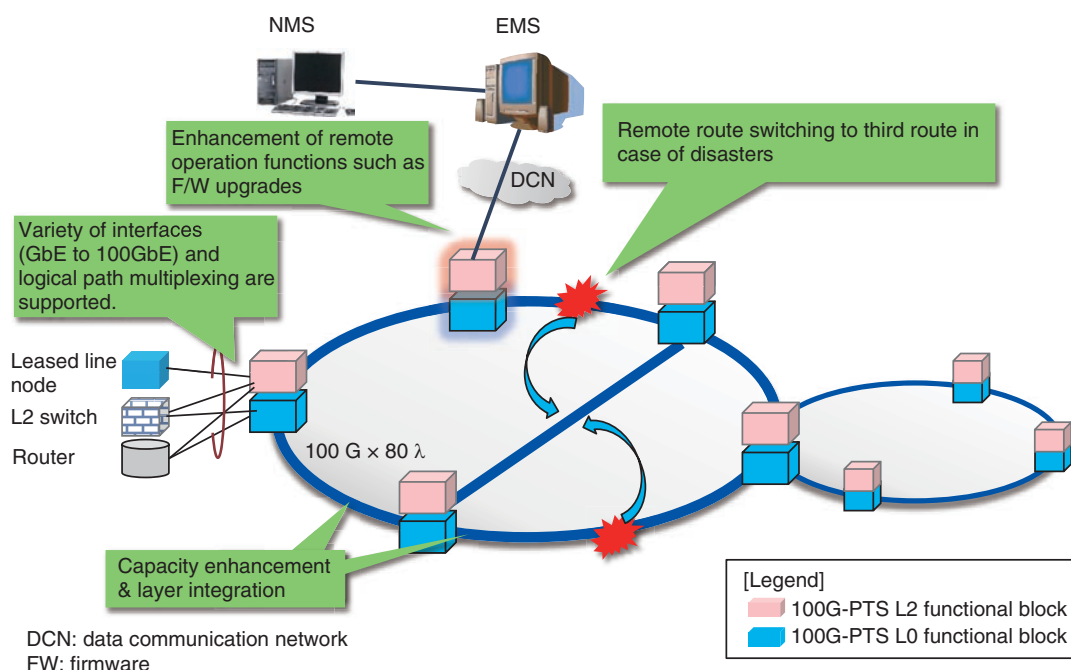 NMS
EMS
Enhancement of remote
operation functions such as
F/W upgrades
Remote route switching to third route in
case of disasters
DCN
Variety of interfaces
(GbE to 100GbE) and
logical path multiplexing are
supported.
Leased line
node
L2 switch
Router
100 G × 80 λ
Capacity enhancement
& layer integration
[Legend]
100G-PTS L2 functional block
100G-PTS L0 functional block
DCN: data communication network
FW: firmware